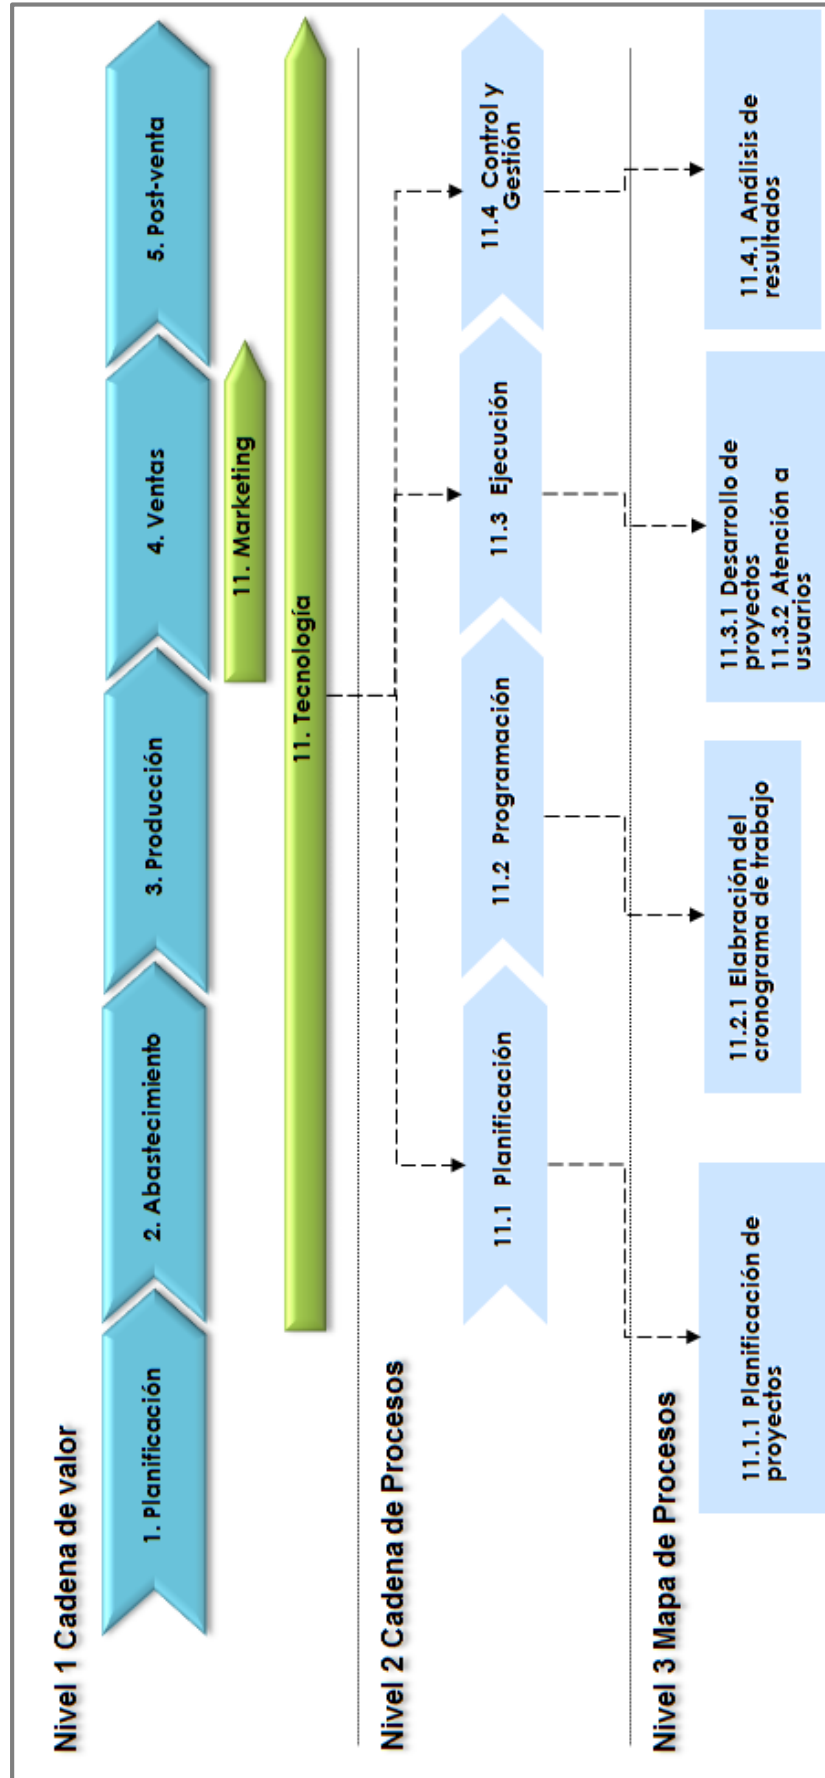 Nivel 1 Cadena de valor
1. Planificación
2. Abastecimiento
3. Producción
4. Ventas
5. Post-venta
11. Marketing
11. Tecnología
Nivel 2 Cadena de Procesos
11.1 Planificación
11.2 Programación
11.3 Ejecución
11.4 Control y
Gestión
Nivel 3 Mapa de Procesos
11.1.1 Planificación de
proyectos
11.2.1 Elabración del
cronograma de trabajo
11.3.1 Desarrollo de
proyectos
11.3.2 Atención a
usuarios
11.4.1 Análisis de
resultados